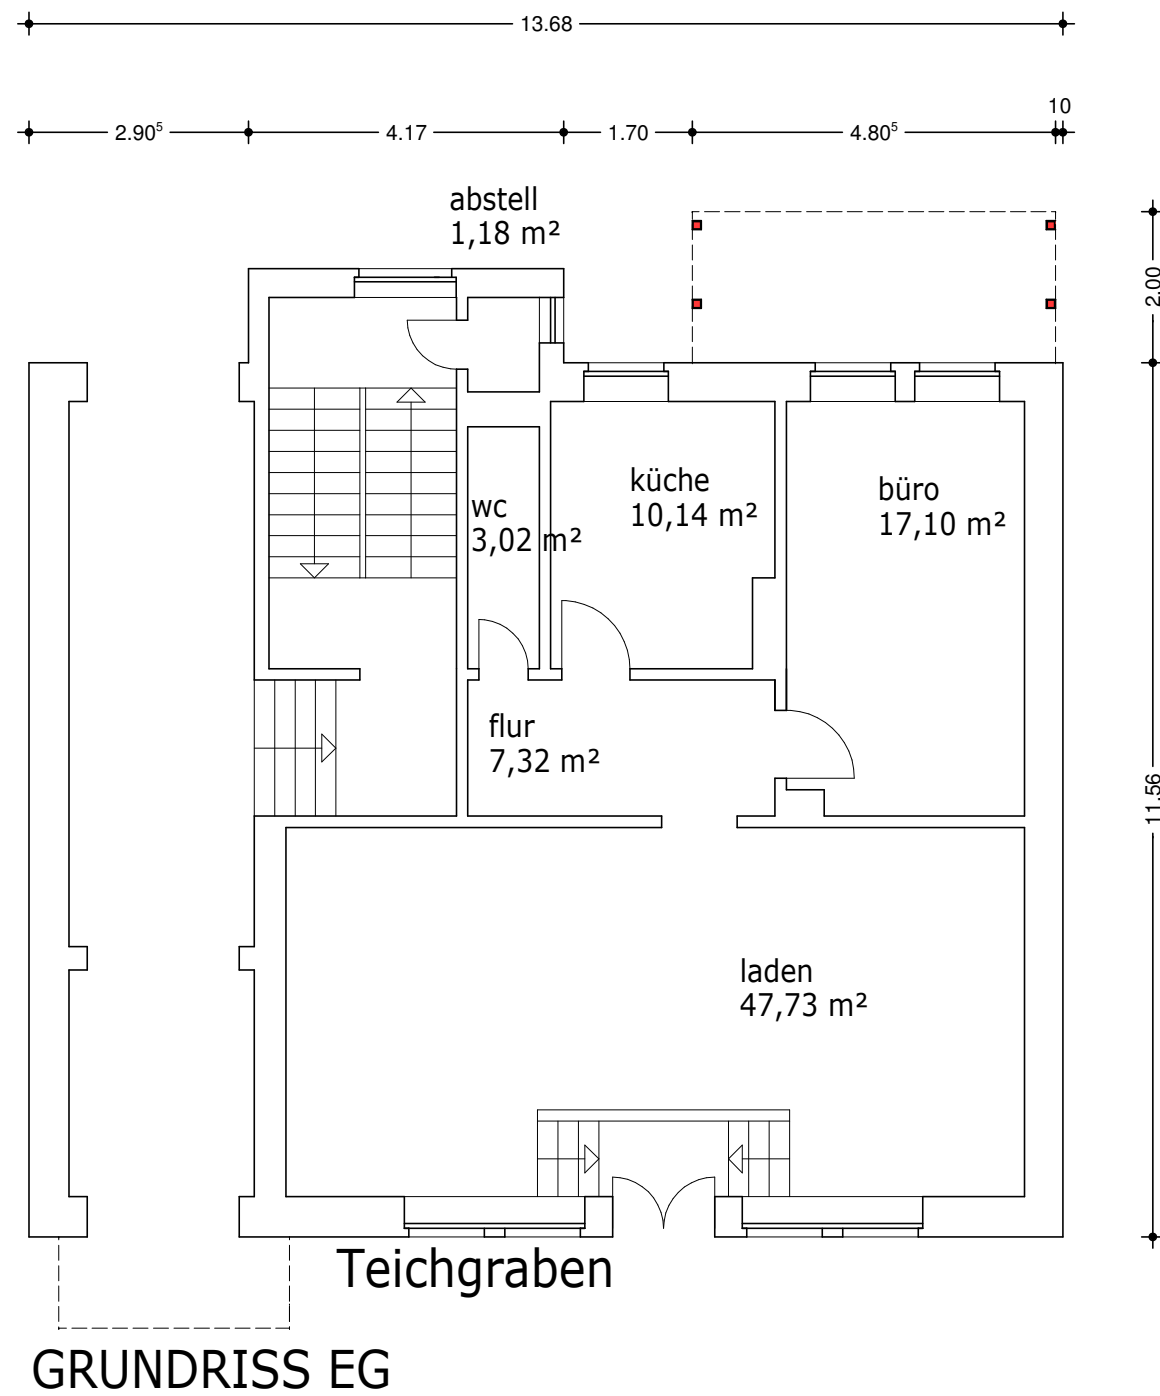 13.68
10
2.90⁵
4.17
1.70
4.80⁵
abstell
1,18 m²
2.00
küche
10,14 m²
büro
17,10 m²
wc
3,02 m²
flur
7,32 m²
11.56
laden
47,73 m²
Teichgraben
GRUNDRISS EG